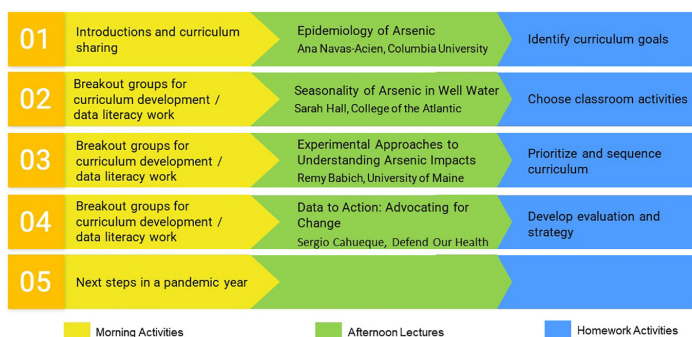 01
Introductions and curriculum
sharing
Epidemiology of Arsenic
Ana Navas-Acien, Columbia University
Identify curriculum goals
02
Breakout groups for
curriculum development /
data literacy work
Seasonality of Arsenic in Well Water
Sarah Hall, College of the Atlantic
Choose classroom activities
03
Breakout groups for
curriculum development /
data literacy work
Experimental Approaches to
Understanding Arsenic Impacts
Remy Babich, University of Maine
Prioritize and sequence
curriculum
04
Breakout groups for
curriculum development /
data literacy work
Data to Action: Advocating for
Change
Sergio Cahueque, Defend Our Health
Develop evaluation and
strategy
05
Next steps in a pandemic year
Morning Activities
Afternoon Lectures
Homework Activities